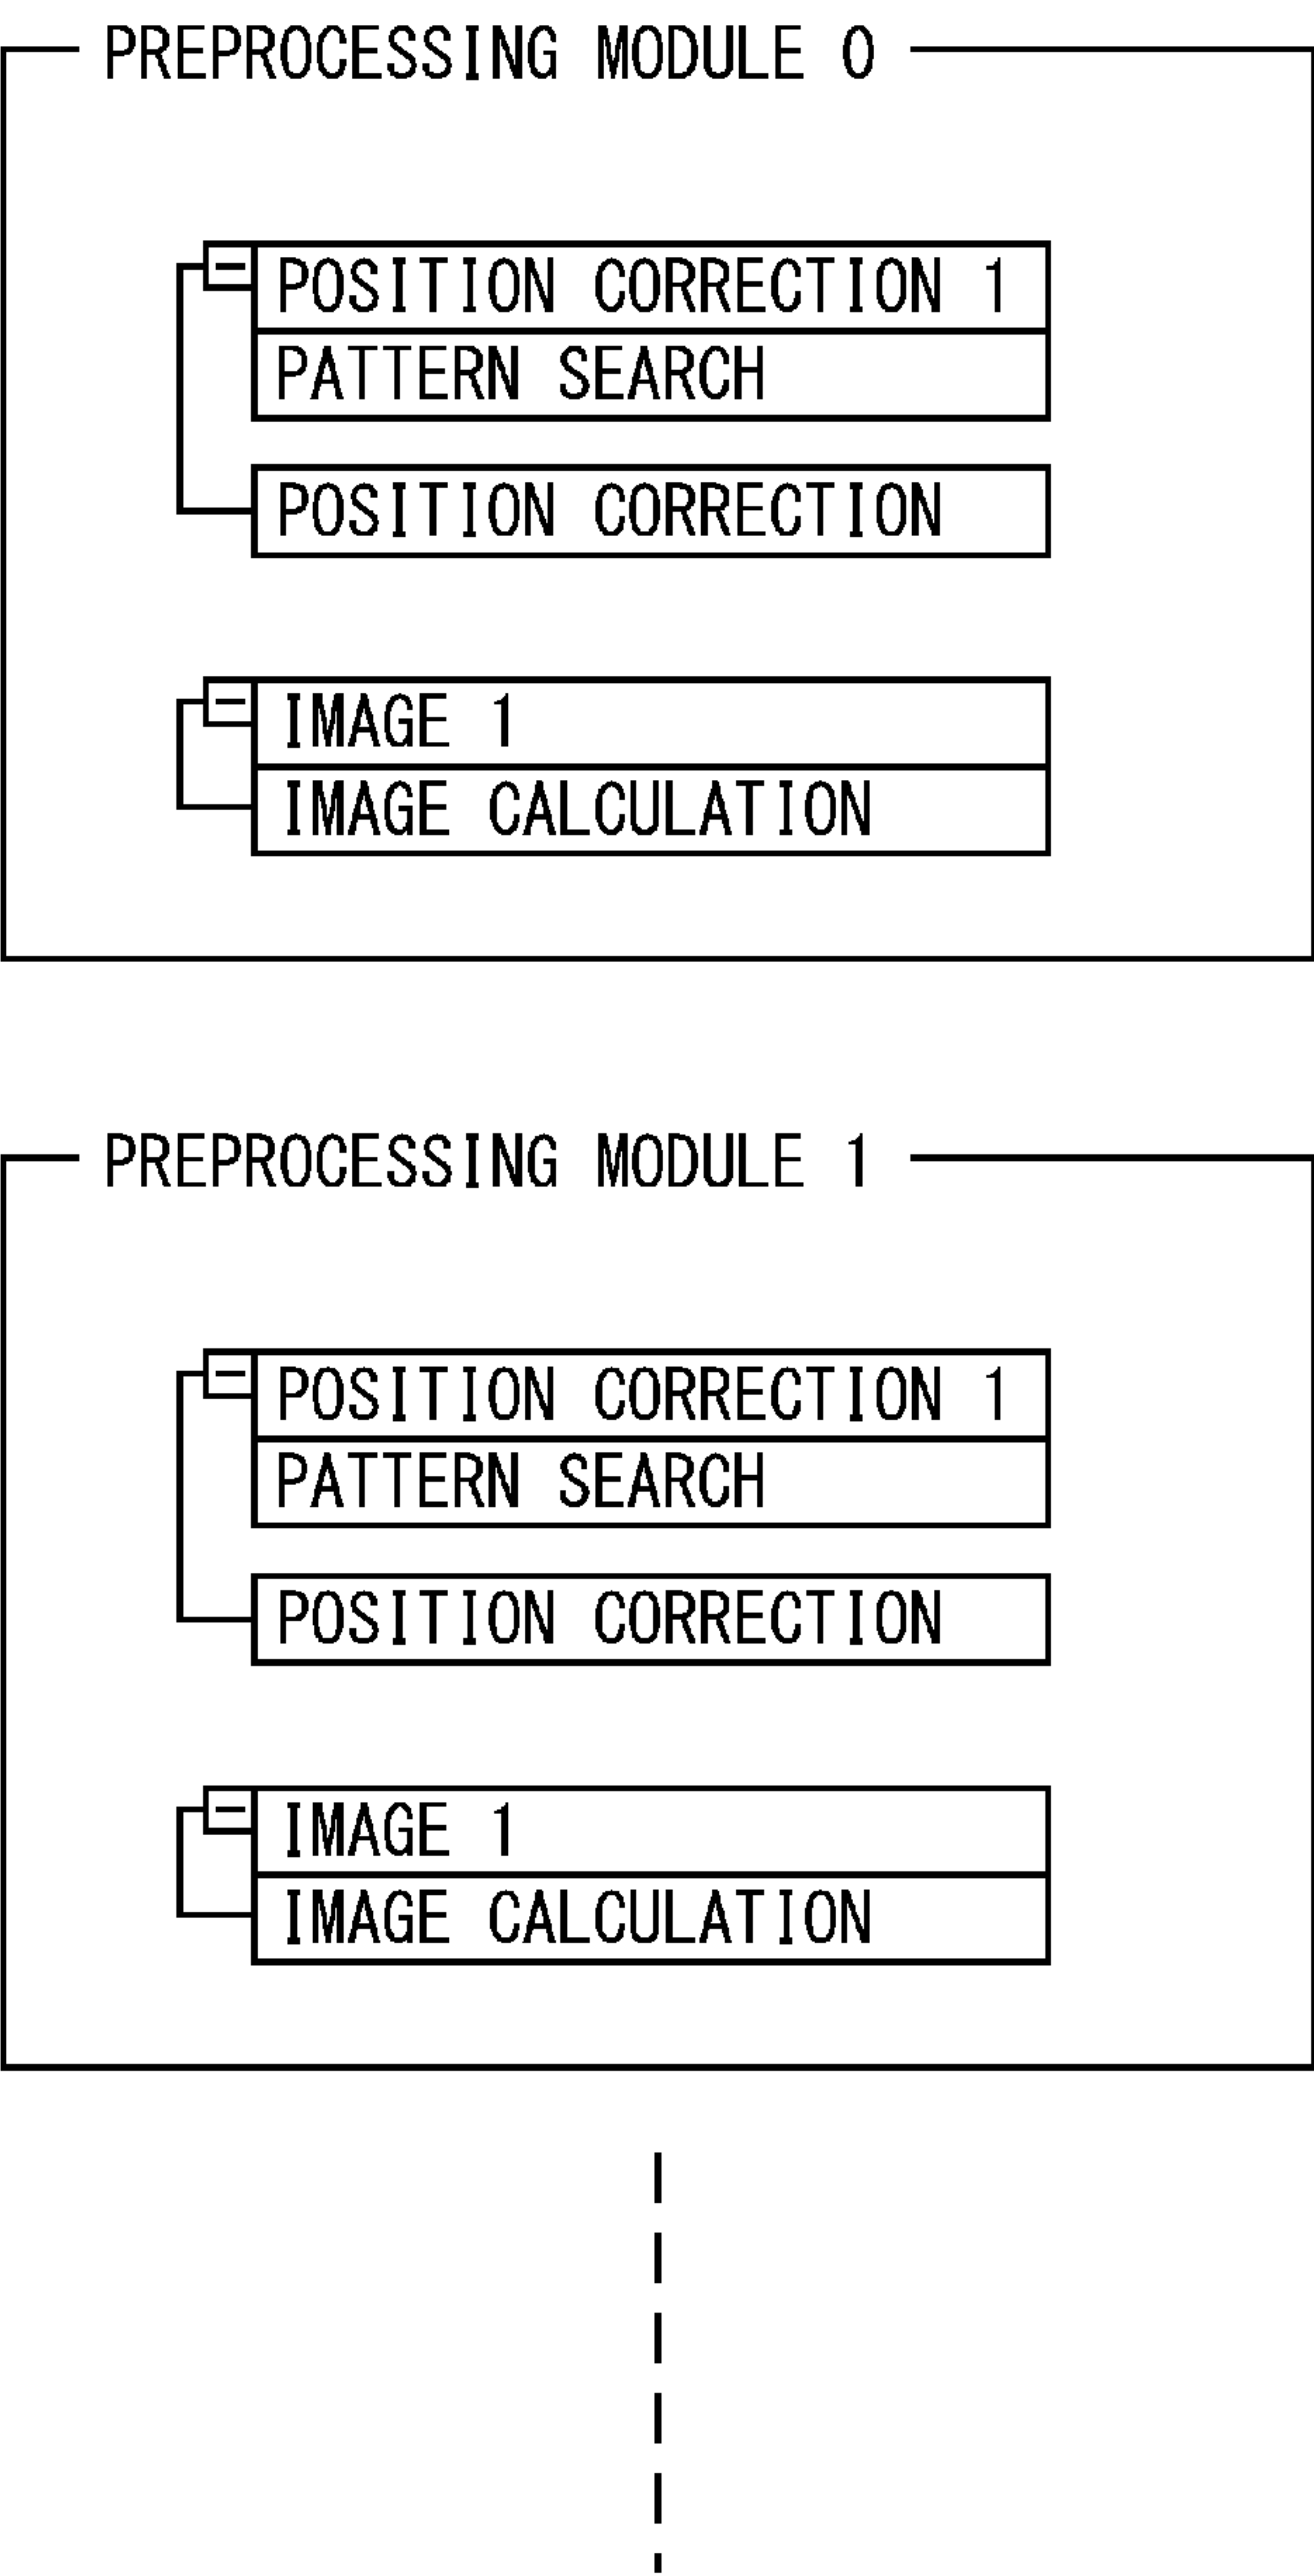 PREPROCESSING MODULE 0
POSITION CORRECTION 1
PATTERN SEARCH
POSITION CORRECTION
IMAGE 1
IMAGE CALCULATION
PREPROCESSING MODULE 1
POSITION CORRECTION 1
PATTERN SEARCH
POSITION CORRECTION
IMAGE 1
IMAGE CALCULATION